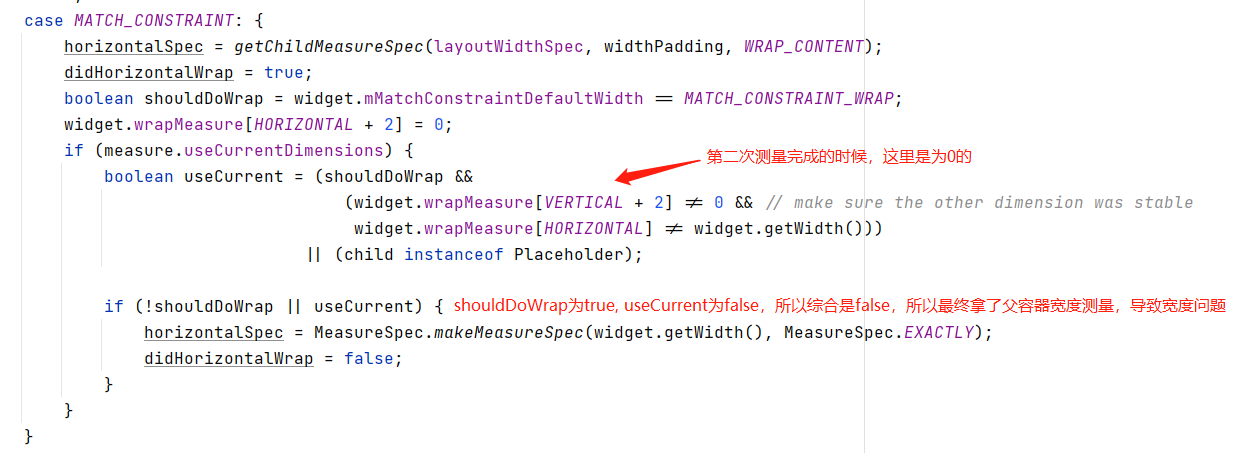 case MATCH_CONSTRAINT: {
horizontalSpec = getChildMeasureSpec(layoutWidthSpec, widthPadding, WRAP_CONTENT);
didHorizontalWrap = true;
boolean shouldDoWrap = widget.mMatchConstraintDefaultWidth == MATCH_CONSTRAINT_WRAP;
widget.wrapMeasure[HORIZONTAL + 2] = 0;
if (measure.useCurrentDimensions) {
第二次测量完成的时候，这里是为0的
boolean useCurrent = (shouldDoWrap &&
(widget.wrapMeasure[VERTICAL + 2] != 0 && // make sure the other dimension was stable
widget.wrapMeasure[HORIZONTAL] != widget.getWidth()))
|| (child instanceof Placeholder);
if (!shouldDoWrap || useCurrent) { shouldDoWrap为true, useCurrent为false，所以综合是false，所以最终拿了父容器宽度测量，导致宽度问题
horizontalSpec = MeasureSpec.makeMeasureSpec(widget.getWidth(), MeasureSpec.EXACTLY);
didHorizontalWrap = false;
}
}
}